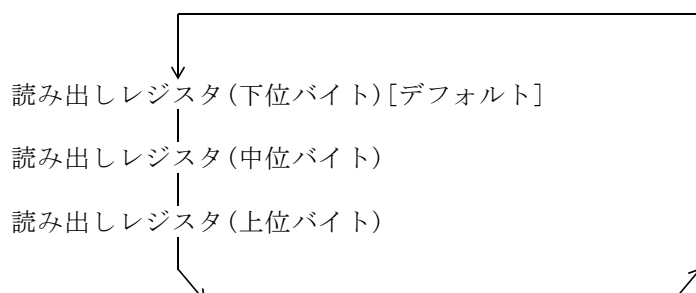 読み出しレジスタ(下位バイト)[デフォルト]
読み出しレジスタ(中位バイト)
読み出しレジスタ(上位バイト)